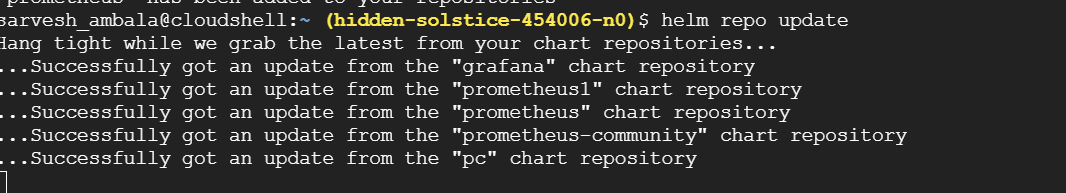 prometheus" has been added to your repositories
sarvesh_ambala@cloudshell:~ (hidden-solstice-454006-n0)$ helm repo update
Hang tight while we grab the latest from your chart repositories...
...Successfully got an update from the "grafana" chart repository
...Successfully got an update from the "prometheus1" chart repository
...Successfully got an update from the "prometheus" chart repository
...Successfully got an update from the "prometheus-community" chart repository
...Successfully got an update from the "pc" chart repository